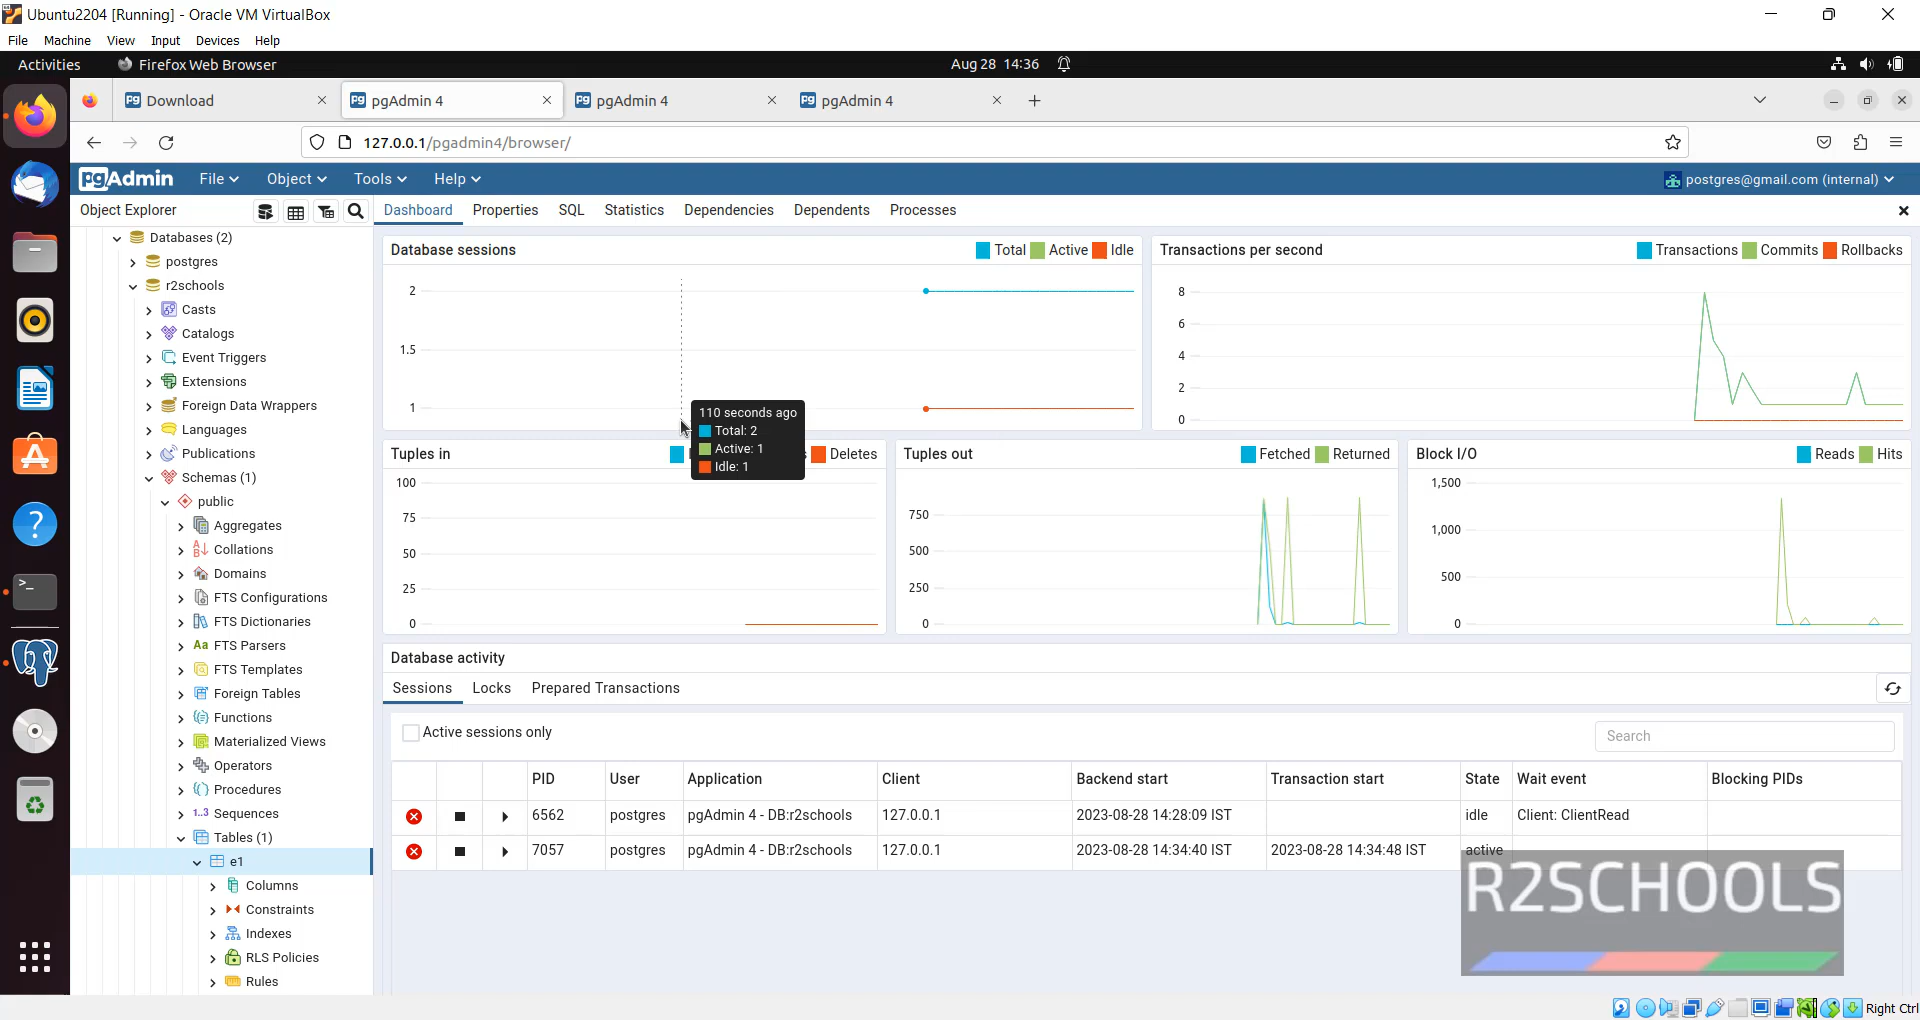 Ubuntu2204 [Running] - Oracle VM VirtualBox
File Machine View Input Devices Help
Activities Firefox Web Browser Aug 28 14:36
Download pgAdmin 4 pgAdmin 4 pgAdmin 4
127.0.0.1/pgadmin4/browser/
pgAdmin File Object Tools Help postgres@gmail.com (internal)
Object Explorer
Dashboard Properties SQL Statistics Dependencies Dependents Processes
Databases (2)
postgres
r2schools
Casts
Catalogs
Event Triggers
Extensions
Foreign Data Wrappers
Languages
Publications
Schemas (1)
public
Aggregates
Collations
Domains
FTS Configurations
FTS Dictionaries
Aa FTS Parsers
FTS Templates
Foreign Tables
Functions
Materialized Views
Operators
Procedures
1..3 Sequences
Tables (1)
e1
Columns
Constraints
Indexes
RLS Policies
Rules
Database sessions Total Active Idle
2
1.5
1
110 seconds ago
Total: 2
Active: 1
Idle: 1
Transactions per second Transactions Commits Rollbacks
8
6
4
2
0
Tuples in Deletes
100
75
50
25
0
Tuples out Fetched Returned
750
500
250
0
Block I/O Reads Hits
1,500
1,000
500
0
Database activity
Sessions Locks Prepared Transactions
Active sessions only Search
PID User Application Client Backend start Transaction start State Wait event Blocking PIDs
6562 postgres pgAdmin 4 - DB:r2schools 127.0.0.1 2023-08-28 14:28:09 IST idle Client: ClientRead
7057 postgres pgAdmin 4 - DB:r2schools 127.0.0.1 2023-08-28 14:34:40 IST 2023-08-28 14:34:48 IST active
R2SCHOOLS
Right Ctrl